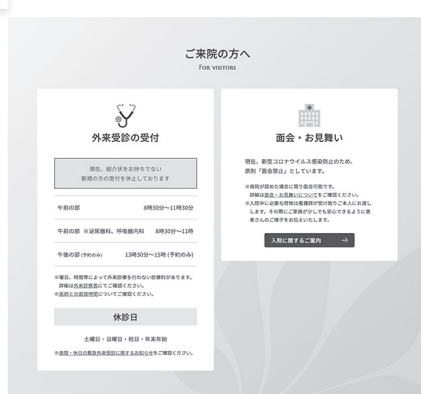 ご来院の方へ
FOR VISITORS
外来受診の受付
現在、紹介状をお持ちでない
新規の方の受付を休止しております
午前の部 8時30分〜11時30分
午前の部 ※泌尿器科、呼吸器内科 8時30分〜11時
午後の部 (予約のみ) 13時30分〜15時 (予約のみ)
※曜日、時間帯によって外来診療を行わない診療科があります。
詳細は外来診療表にてご確認ください。
※医師との面談時間についてご確認ください。
休診日
土曜日・日曜日・祝日・年末年始
※夜間・休日の緊急外来受診に関するお知らせをご確認ください。
面会・お見舞い
現在、新型コロナウイルス感染防止のため、
原則「面会禁止」としています。
※病院が認めた場合に限り面会可能です。
詳細は面会・お見舞いについてをご確認ください。
※入院中に必要な荷物は看護師が受け取りご本人にお渡し
します。その際にご家族が少しでも安心できるように患
者さんのご様子をお伝えいたします。
入院に関するご案内 →